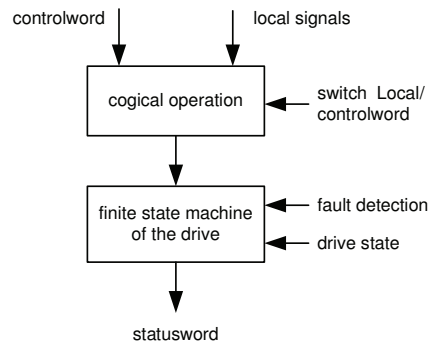 controlword
local signals
cogical operation
switch Local/
controlword
finite state machine
of the drive
fault detection
drive state
statusword